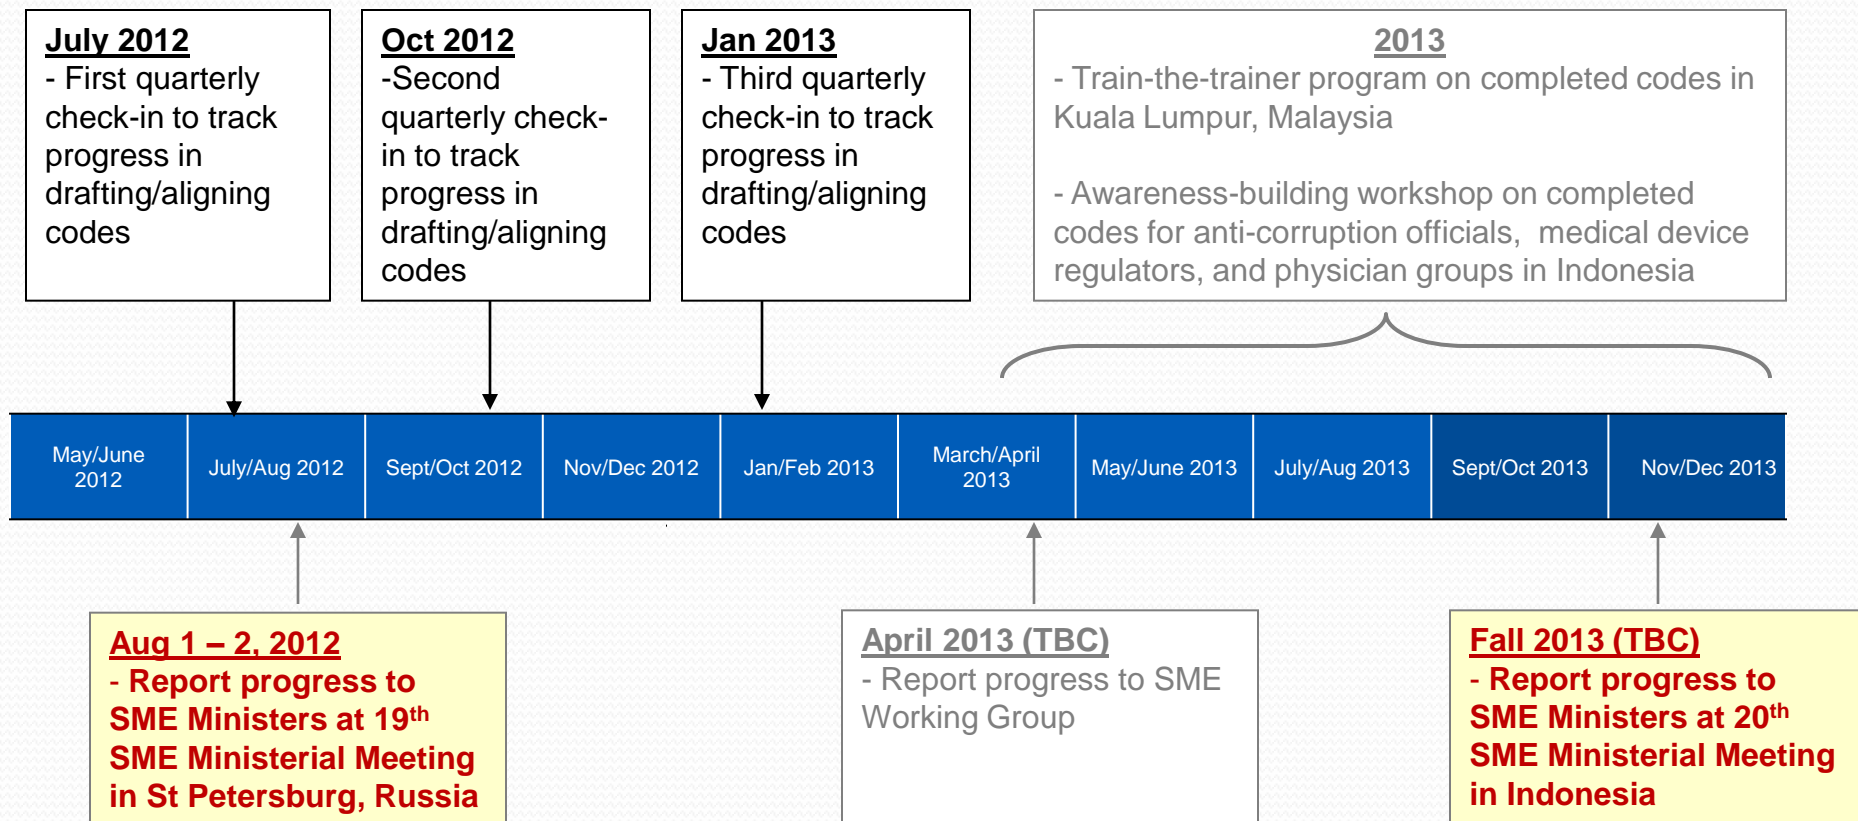 July 2012
- First quarterly
check-in to track
progress in
drafting/aligning
codes
Oct 2012
-Second
quarterly check-
in to track
progress in
drafting/aligning
codes
Jan 2013
- Third quarterly
check-in to track
progress in
drafting/aligning
codes
2013
- Train-the-trainer program on completed codes in
Kuala Lumpur, Malaysia
- Awareness-building workshop on completed
codes for anti-corruption officials,  medical device
regulators, and physician groups in Indonesia
May/June
2012
July/Aug 2012
Sept/Oct 2012
Nov/Dec 2012
Jan/Feb 2013
March/April
2013
May/June 2013
July/Aug 2013
Sept/Oct 2013
Nov/Dec 2013
Aug 1 – 2, 2012
- Report progress to
SME Ministers at 19th
SME Ministerial Meeting
in St Petersburg, Russia
April 2013 (TBC)
- Report progress to SME
Working Group
Fall 2013 (TBC)
- Report progress to
SME Ministers at 20th
SME Ministerial Meeting
in Indonesia